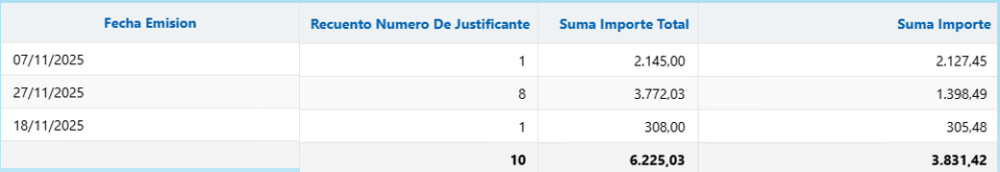 Fecha Emision Recuento Numero De Justificante Suma Importe Total Suma Importe
07/11/2025 1 2.145,00 2.127,45
27/11/2025 8 3.772,03 1.398,49
18/11/2025 1 308,00 305,48
10 6.225,03 3.831,42